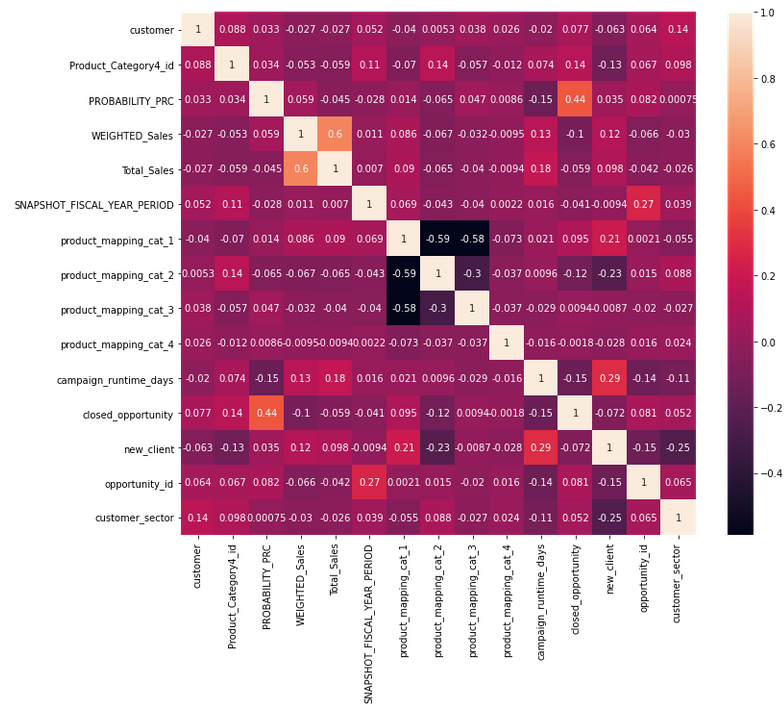 customer 1 0.088 0.033 -0.027 -0.027 0.052 -0.04 0.0053 0.038 0.026 -0.02 0.077 -0.063 0.064 0.14
Product_Category4_id 0.088 1 0.034 -0.053 -0.059 0.11 -0.07 0.14 -0.057 -0.012 0.074 0.14 -0.13 0.067 0.098
PROBABILITY_PRC 0.033 0.034 1 0.059 -0.045 -0.028 0.014 -0.065 0.047 0.0086 -0.15 0.44 0.035 0.082 0.00075
WEIGHTED_Sales -0.027 -0.053 0.059 1 0.6 0.011 0.086 -0.067 -0.032 -0.0095 0.13 -0.1 0.12 -0.066 -0.03
Total_Sales -0.027 -0.059 -0.045 0.6 1 0.007 0.09 -0.065 -0.04 -0.0094 0.18 -0.059 0.098 -0.042 -0.026
SNAPSHOT_FISCAL_YEAR_PERIOD 0.052 0.11 -0.028 0.011 0.007 1 0.069 -0.043 -0.04 0.0022 0.016 -0.041 -0.0094 0.27 0.039
product_mapping_cat_1 -0.04 -0.07 0.014 0.086 0.09 0.069 1 -0.59 -0.58 -0.073 0.021 0.095 0.21 0.0021 -0.055
product_mapping_cat_2 0.0053 0.14 -0.065 -0.067 -0.065 -0.043 -0.59 1 -0.3 -0.037 0.0096 -0.12 -0.23 0.015 0.088
product_mapping_cat_3 0.038 -0.057 0.047 -0.032 -0.04 -0.04 -0.58 -0.3 1 -0.037 -0.029 0.0094 -0.0087 -0.02 -0.027
product_mapping_cat_4 0.026 -0.012 0.0086 -0.0095 -0.0094 0.0022 -0.073 -0.037 -0.037 1 -0.016 -0.0018 -0.028 0.016 0.024
campaign_runtime_days -0.02 0.074 -0.15 0.13 0.18 0.016 0.021 0.0096 -0.029 -0.016 1 -0.15 0.29 -0.14 -0.11
closed_opportunity 0.077 0.14 0.44 -0.1 -0.059 -0.041 0.095 -0.12 0.0094 -0.0018 -0.15 1 -0.072 0.081 0.052
new_client -0.063 -0.13 0.035 0.12 0.098 -0.0094 0.21 -0.23 -0.0087 -0.028 0.29 -0.072 1 -0.15 -0.25
opportunity_id 0.064 0.067 0.082 -0.066 -0.042 0.27 0.0021 0.015 -0.02 0.016 -0.14 0.081 -0.15 1 0.065
customer_sector 0.14 0.098 0.00075 -0.03 -0.026 0.039 -0.055 0.088 -0.027 0.024 -0.11 0.052 -0.25 0.065 1
customer
Product_Category4_id
PROBABILITY_PRC
WEIGHTED_Sales
Total_Sales
SNAPSHOT_FISCAL_YEAR_PERIOD
product_mapping_cat_1
product_mapping_cat_2
product_mapping_cat_3
product_mapping_cat_4
campaign_runtime_days
closed_opportunity
new_client
opportunity_id
customer_sector
1.0
0.8
0.6
0.4
0.2
0.0
−0.2
−0.4